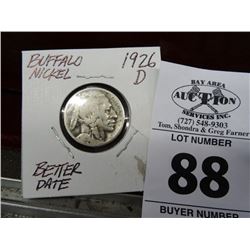 BUFFALO
NICKEL
1926
D
BETTER
DATE
BAY AREA
AUCTION
SERVICES INC.
(727) 548-9303
Tom, Shondra & Greg Farner
LOT NUMBER
88
BUYER NUMBER